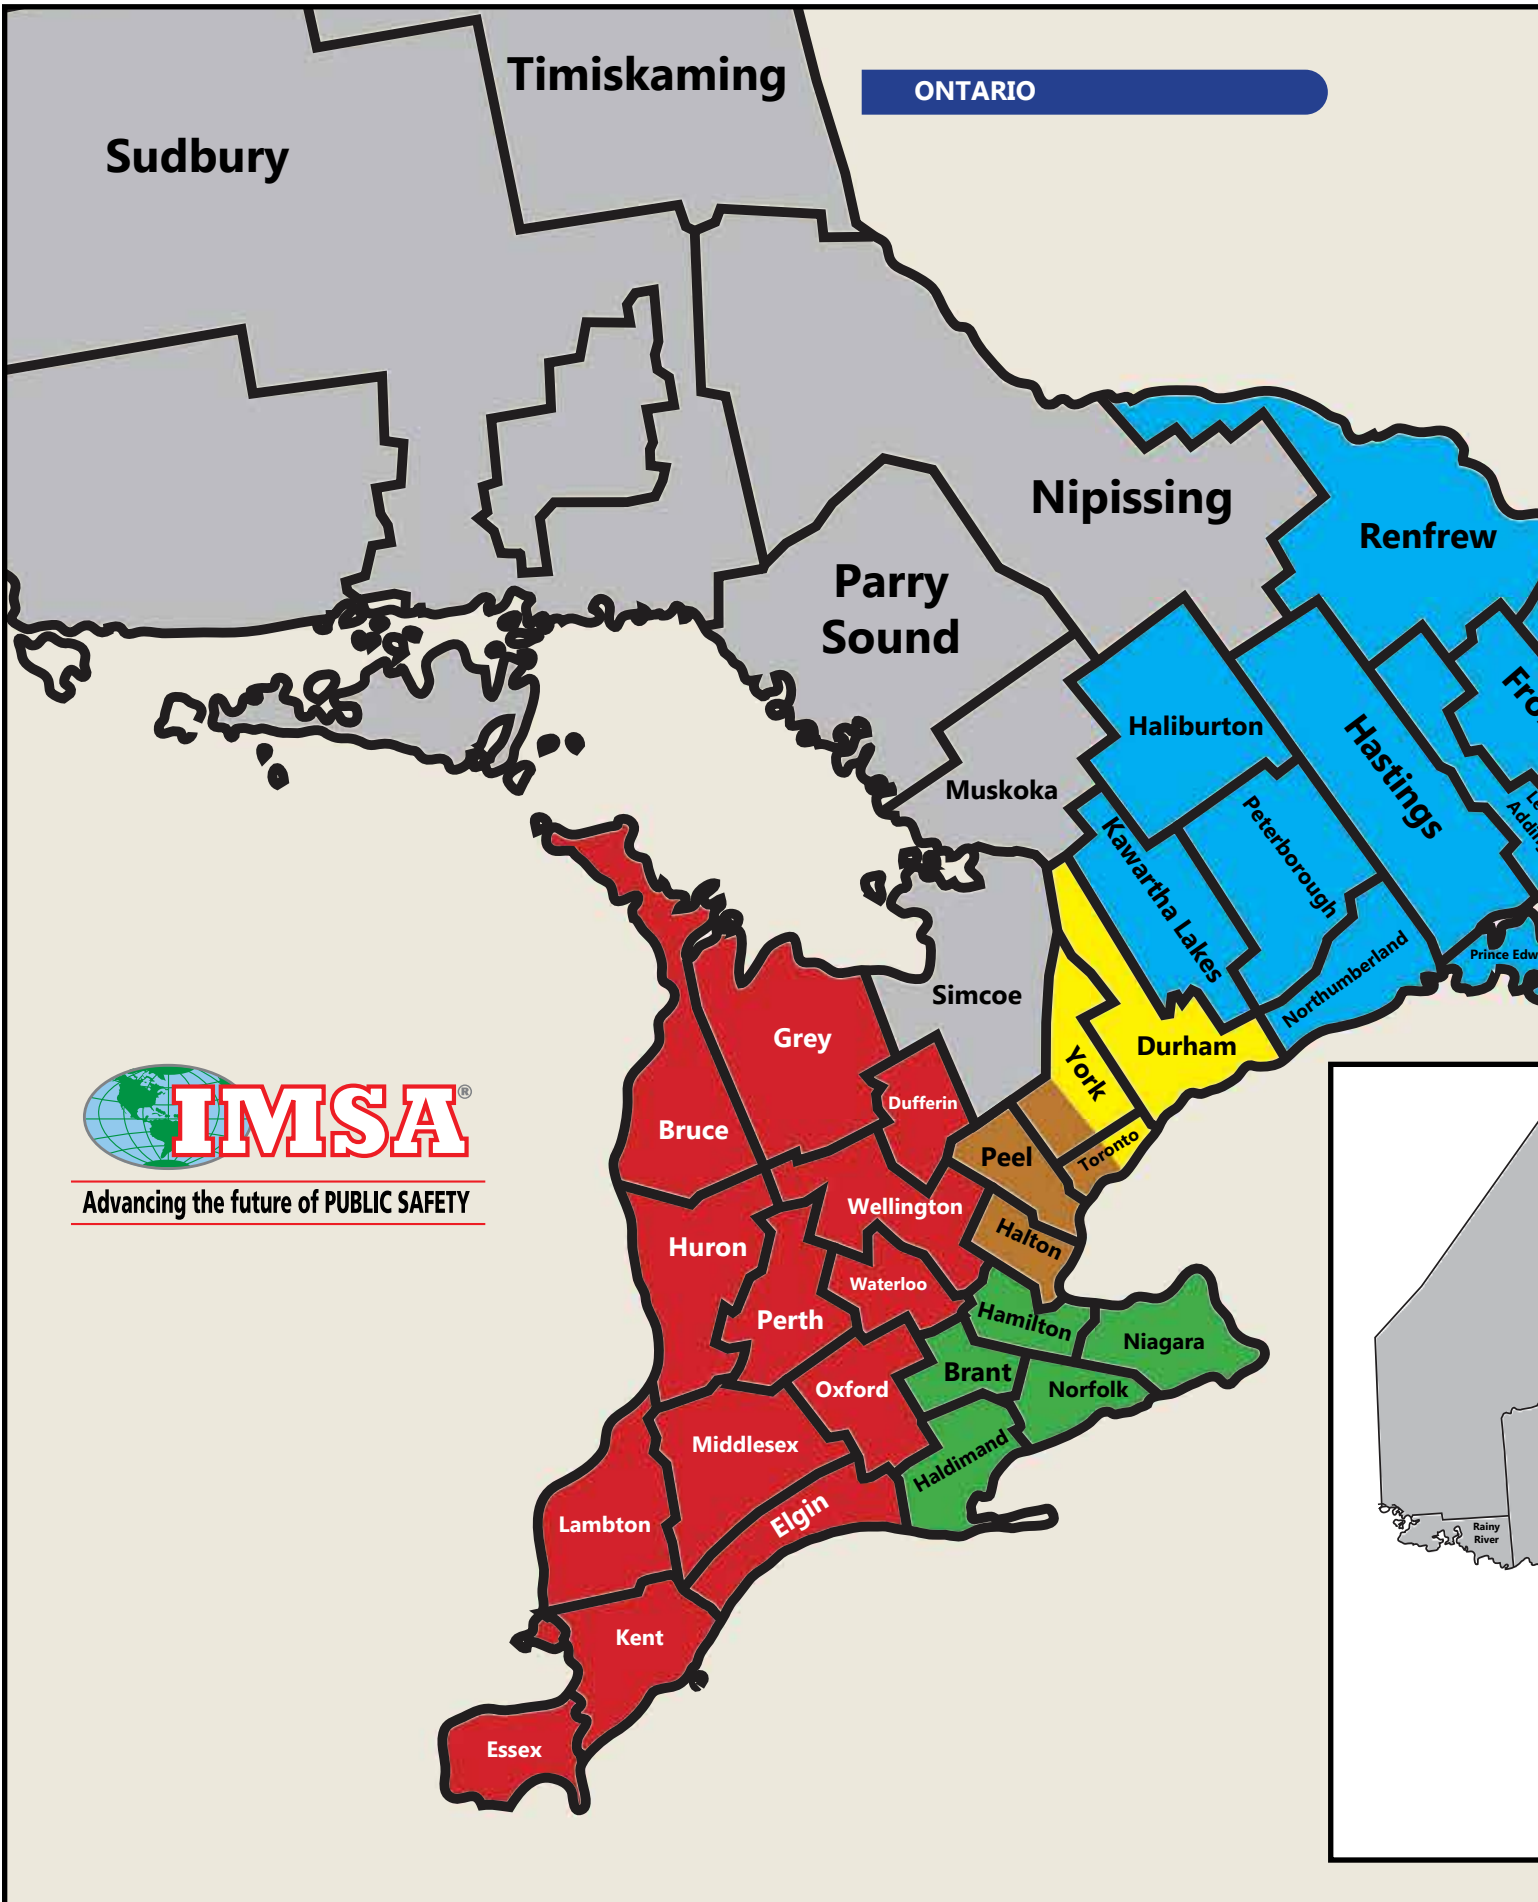 Timiskaming
ONTARIO
Sudbury
Nipissing
Renfrew
Parry
Sound
Haliburton
Hastings
Muskoka
Peterborough
Kawartha Lakes
Northumberland
Prince Edw
Simcoe
Grey
Durham
York
Dufferin
Bruce
Peel
Toronto
IMSA®
Advancing the future of PUBLIC SAFETY
Wellington
Halton
Huron
Waterloo
Perth
Hamilton
Niagara
Brant
Oxford
Norfolk
Middlesex
Haldimand
Elgin
Lambton
Rainy
River
Kent
Essex